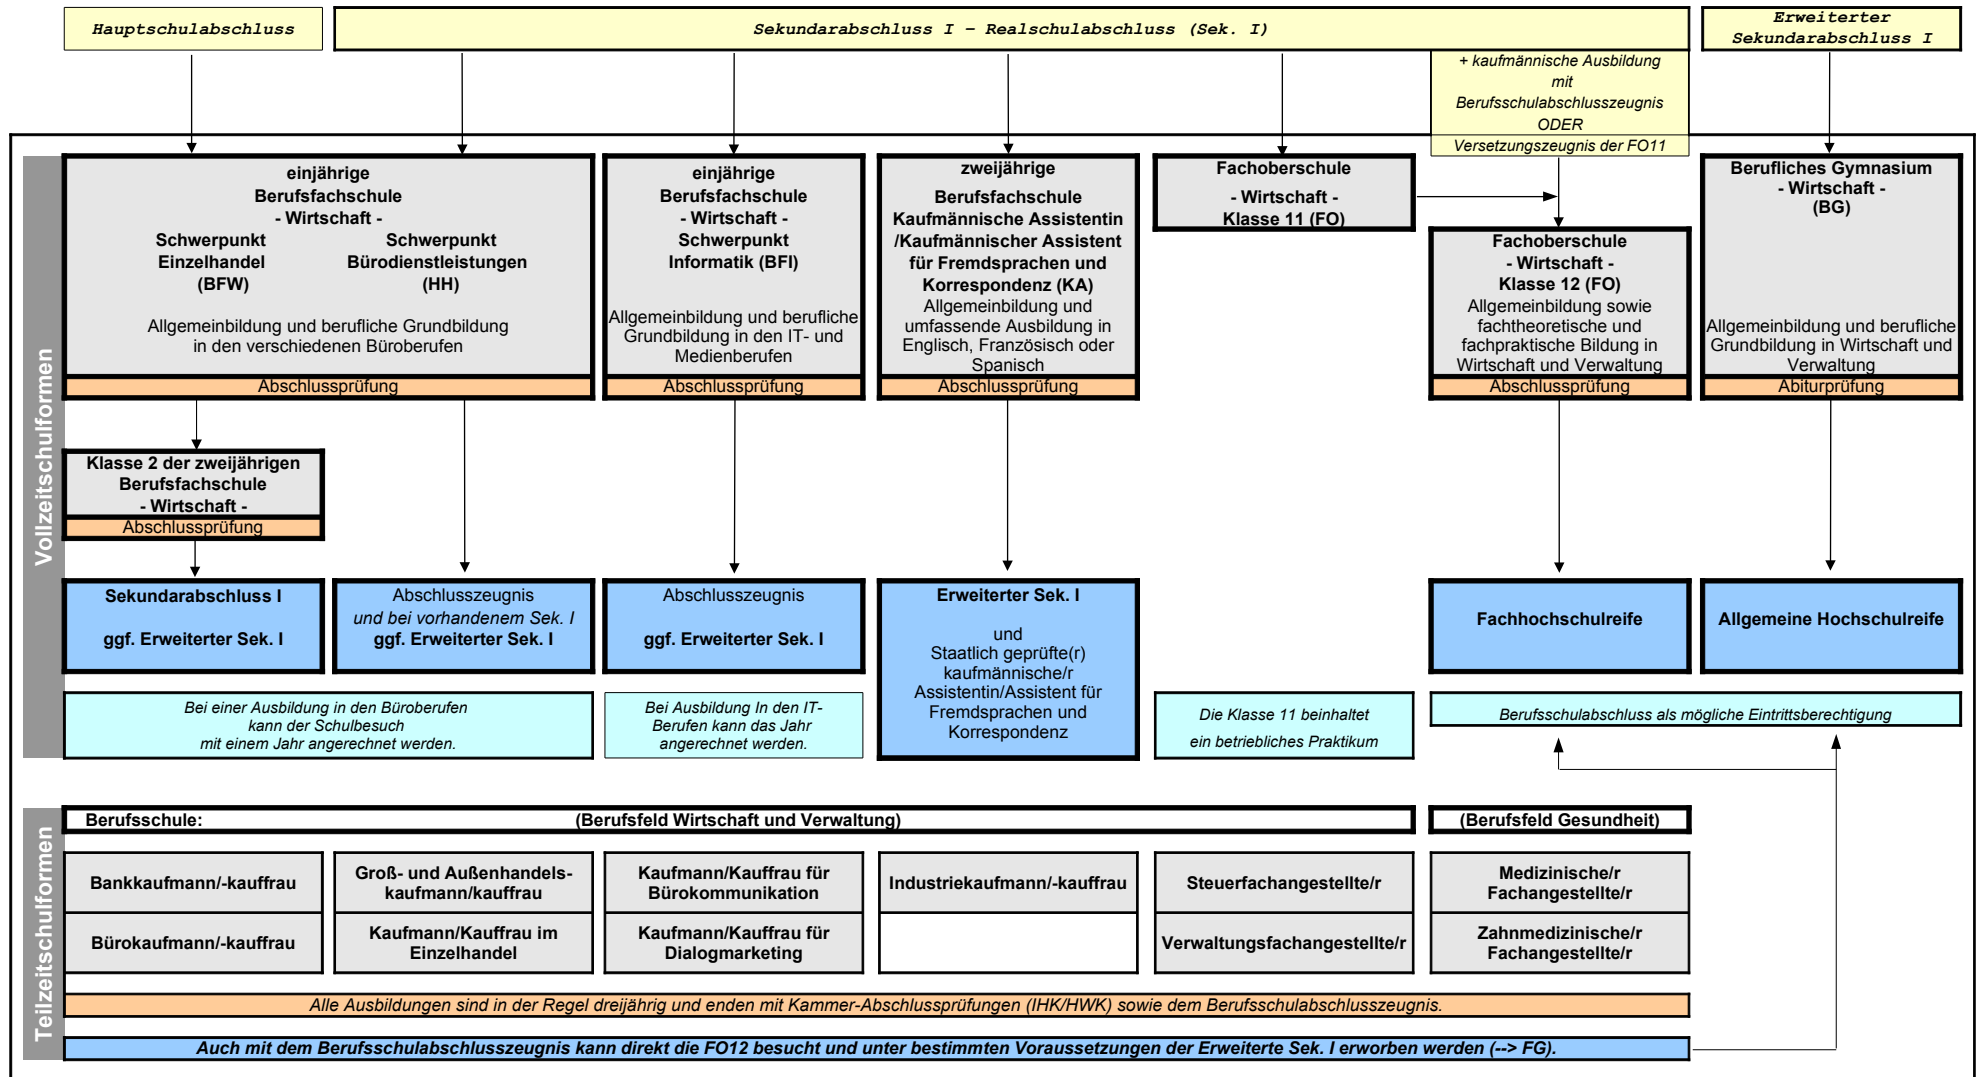 Hauptschulabschluss
Sekundarabschluss I – Realschulabschluss (Sek. I)
Erweiterter
Sekundarabschluss I
+ kaufmännische Ausbildung
mit
Berufsschulabschlusszeugnis
ODER
Versetzungszeugnis der FO11
Vollzeitschulformen
einjährige
Berufsfachschule
- Wirtschaft -
Schwerpunkt
Einzelhandel
(BFW)
Schwerpunkt
Bürodienstleistungen
(HH)
Allgemeinbildung und berufliche Grundbildung
in den verschiedenen Büroberufen
Abschlussprüfung
einjährige
Berufsfachschule
- Wirtschaft -
Schwerpunkt
Informatik (BFI)
Allgemeinbildung und berufliche
Grundbildung in den IT- und
Medienberufen
Abschlussprüfung
zweijährige
Berufsfachschule
Kaufmännische Assistentin
/Kaufmännischer Assistent
für Fremdsprachen und
Korrespondenz (KA)
Allgemeinbildung und
umfassende Ausbildung in
Englisch, Französisch oder
Spanisch
Abschlussprüfung
Fachoberschule
- Wirtschaft -
Klasse 11 (FO)
Fachoberschule
- Wirtschaft -
Klasse 12 (FO)
Allgemeinbildung sowie
fachtheoretische und
fachpraktische Bildung in
Wirtschaft und Verwaltung
Abschlussprüfung
Berufliches Gymnasium
- Wirtschaft -
(BG)
Allgemeinbildung und berufliche
Grundbildung in Wirtschaft und
Verwaltung
Abiturprüfung
Klasse 2 der zweijährigen
Berufsfachschule
- Wirtschaft -
Abschlussprüfung
Sekundarabschluss I
ggf. Erweiterter Sek. I
Abschlusszeugnis
und bei vorhandenem Sek. I
ggf. Erweiterter Sek. I
Abschlusszeugnis
ggf. Erweiterter Sek. I
Erweiterter Sek. I
und
Staatlich geprüfte(r)
kaufmännische/r
Assistentin/Assistent für
Fremdsprachen und
Korrespondenz
Fachhochschulreife
Allgemeine Hochschulreife
Bei einer Ausbildung in den Büroberufen
kann der Schulbesuch
mit einem Jahr angerechnet werden.
Bei Ausbildung In den IT-
Berufen kann das Jahr
angerechnet werden.
Die Klasse 11 beinhaltet
ein betriebliches Praktikum
Berufsschulabschluss als mögliche Eintrittsberechtigung
Teilzeitschulformen
Berufsschule: (Berufsfeld Wirtschaft und Verwaltung)
(Berufsfeld Gesundheit)
Bankkaufmann/-kauffrau
Groß- und Außenhandels-
kaufmann/kauffrau
Kaufmann/Kauffrau für
Bürokommunikation
Industriekaufmann/-kauffrau
Steuerfachangestellte/r
Medizinische/r
Fachangestellte/r
Bürokaufmann/-kauffrau
Kaufmann/Kauffrau im
Einzelhandel
Kaufmann/Kauffrau für
Dialogmarketing
Verwaltungsfachangestellte/r
Zahnmedizinische/r
Fachangestellte/r
Alle Ausbildungen sind in der Regel dreijährig und enden mit Kammer-Abschlussprüfungen (IHK/HWK) sowie dem Berufsschulabschlusszeugnis.
Auch mit dem Berufsschulabschlusszeugnis kann direkt die FO12 besucht und unter bestimmten Voraussetzungen der Erweiterte Sek. I erworben werden (--> FG).